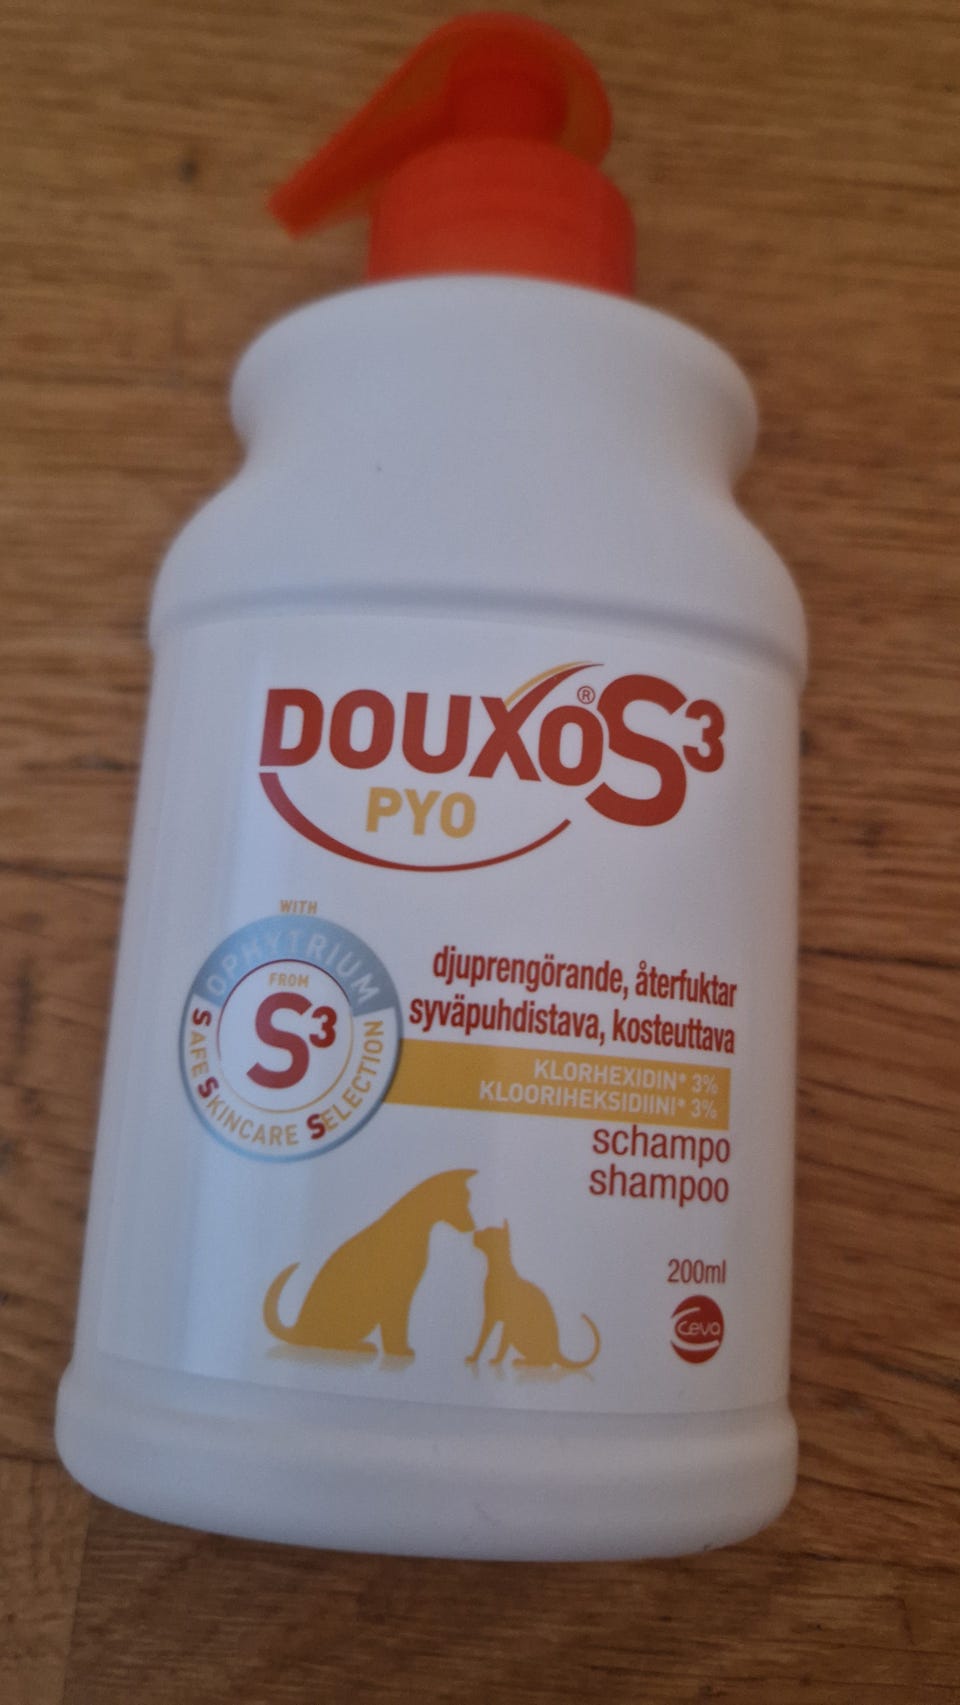 DOUXO®S3
PYO
WITH
OPHYTRIUM
FROM
S3
SAFE SKINCARE SELECTION
djuprengörande, återfuktar
syväpuhdistava, kosteuttava
KLORHEXIDIN* 3%
KLOORIHEKSIDIINI* 3%
schampo
shampoo
200ml
Ceva